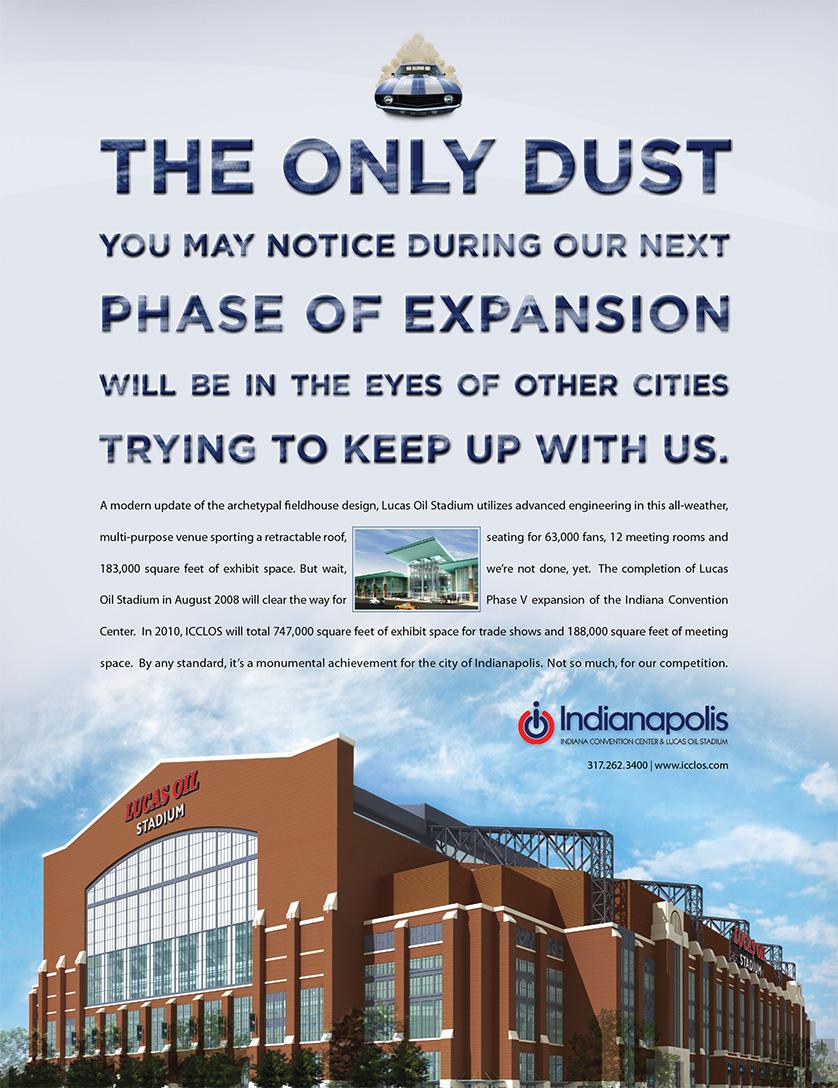 THE ONLY DUST
YOU MAY NOTICE DURING OUR NEXT
PHASE OF EXPANSION
WILL BE IN THE EYES OF OTHER CITIES
TRYING TO KEEP UP WITH US.
A modern update of the archetypal fieldhouse design, Lucas Oil Stadium utilizes advanced engineering in this all-weather,
multi-purpose venue sporting a retractable roof, seating for 63,000 fans, 12 meeting rooms and
183,000 square feet of exhibit space. But wait, we're not done, yet. The completion of Lucas
Oil Stadium in August 2008 will clear the way for Phase V expansion of the Indiana Convention
Center. In 2010, ICCLOS will total 747,000 square feet of exhibit space for trade shows and 188,000 square feet of meeting
space. By any standard, it's a monumental achievement for the city of Indianapolis. Not so much, for our competition.
Indianapolis
INDIANA CONVENTION CENTER & LUCAS OIL STADIUM
317.262.3400 | www.icclos.com
LUCAS OIL
STADIUM
LUCAS OIL
STADIUM